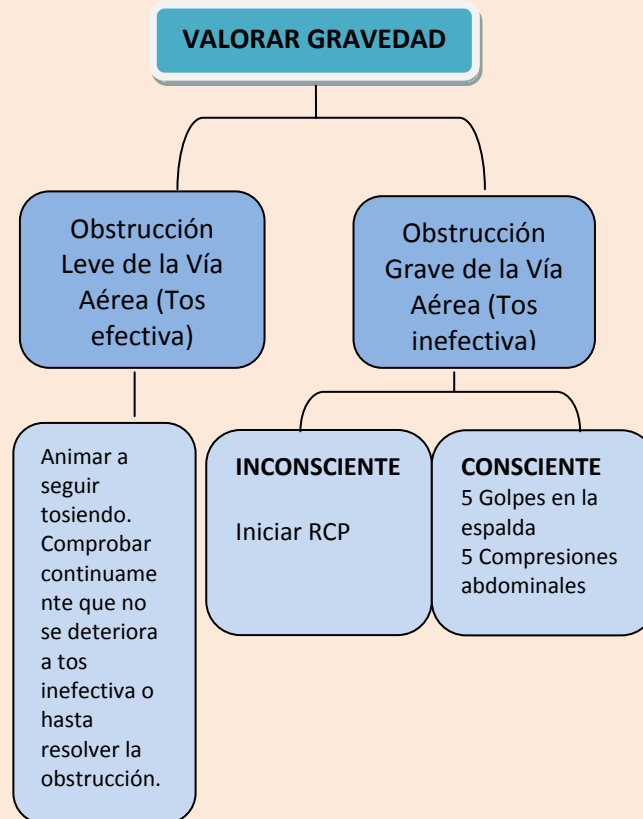 VALORAR GRAVEDAD
Obstrucción
Leve de la Vía
Aérea (Tos
efectiva)
Obstrucción
Grave de la Vía
Aérea (Tos
inefectiva)
Animar a
seguir
tosiendo.
Comprobar
continuame
nte que no
se deteriora
a tos
inefectiva o
hasta
resolver la
obstrucción.
INCONSCIENTE
Iniciar RCP
CONSCIENTE
5 Golpes en la
espalda
5 Compresiones
abdominales